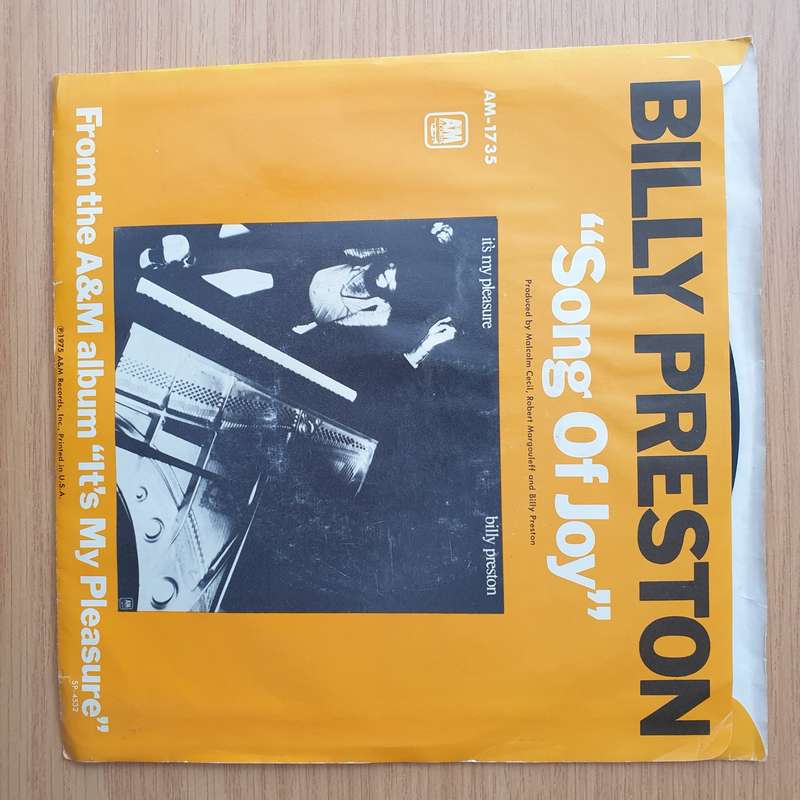 BILLY PRESTON
“Song Of Joy”
Produced by Malcolm Cecil, Robert Margouleff and Billy Preston
AM-1735
A&M
it's my pleasure
billy preston
A&M
From the A&M album “It's My Pleasure”
SP-4532
℗1975 A&M Records, Inc., Printed in U.S.A.